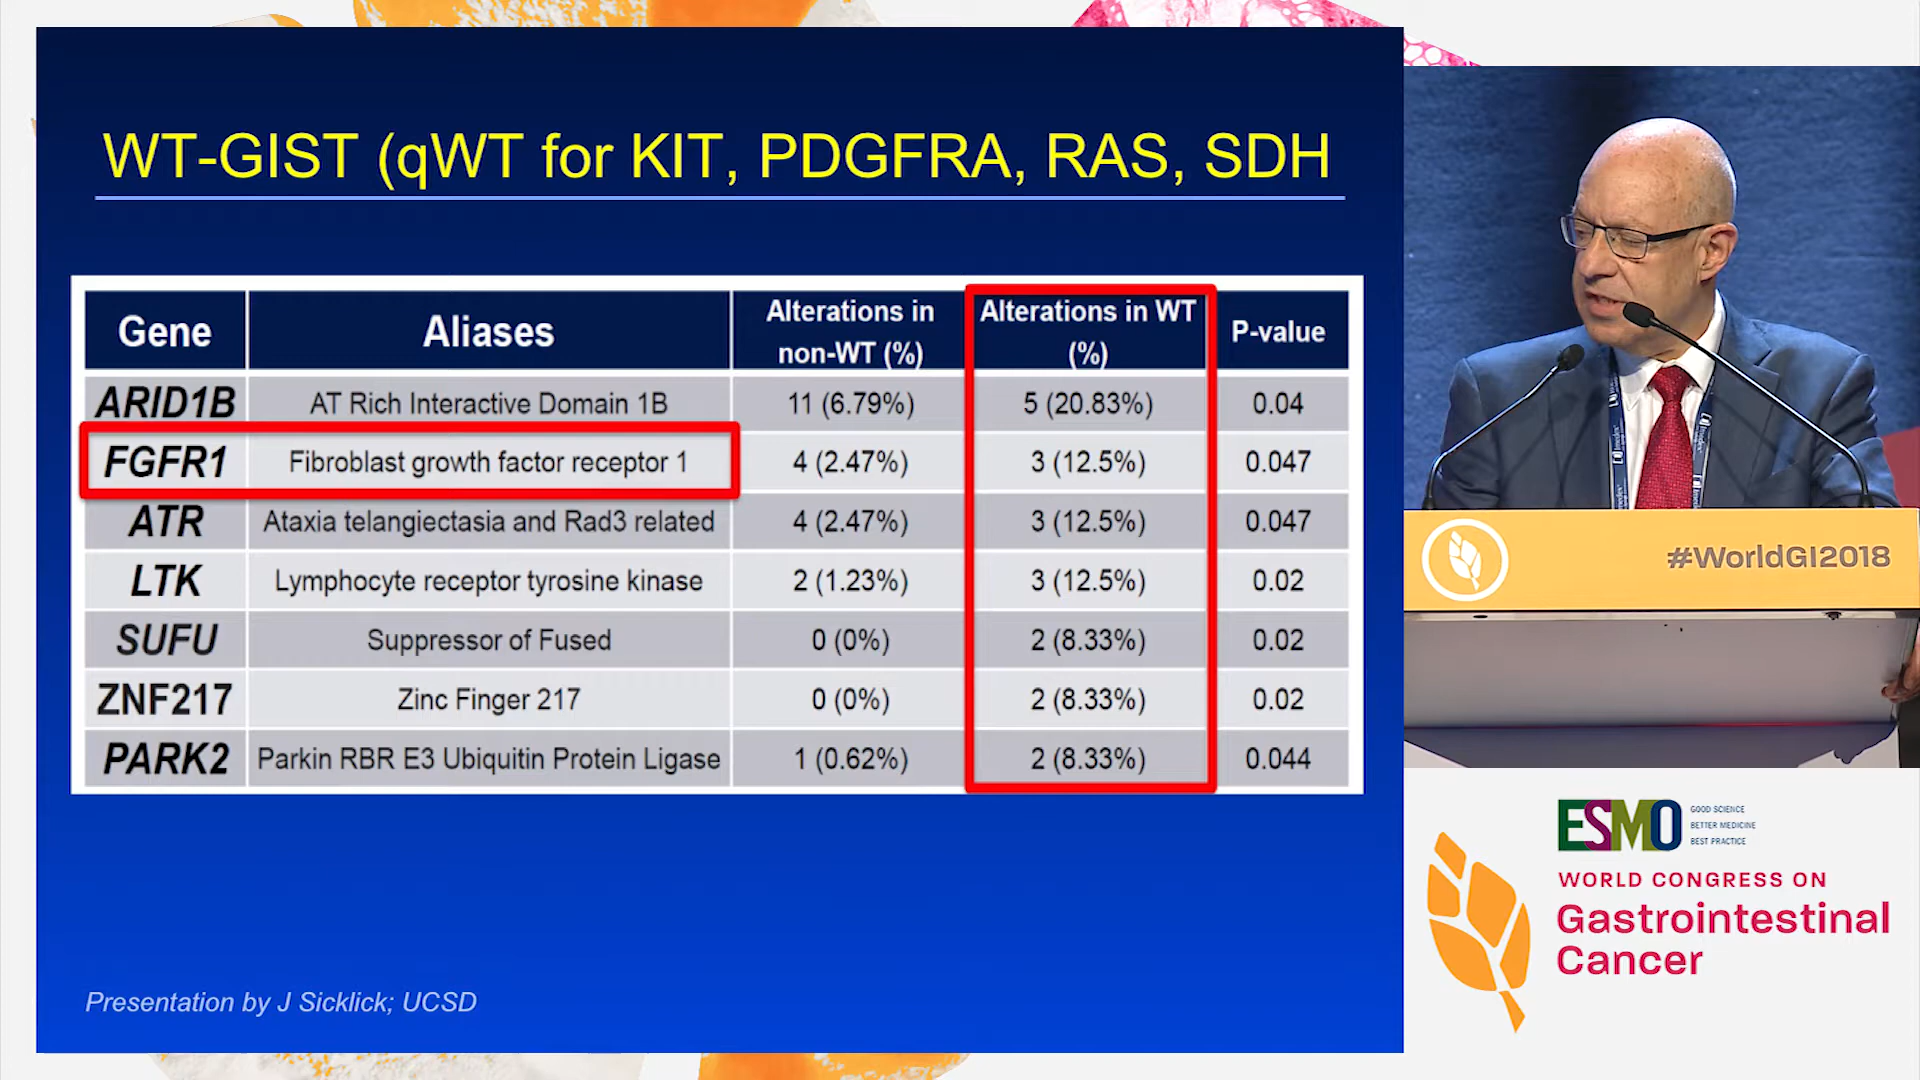 WT-GIST (qWT for KIT, PDGFRA, RAS, SDH
Gene Aliases Alterations in non-WT (%) Alterations in WT (%) P-value
ARID1B AT Rich Interactive Domain 1B 11 (6.79%) 5 (20.83%) 0.04
FGFR1 Fibroblast growth factor receptor 1 4 (2.47%) 3 (12.5%) 0.047
ATR Ataxia telangiectasia and Rad3 related 4 (2.47%) 3 (12.5%) 0.047
LTK Lymphocyte receptor tyrosine kinase 2 (1.23%) 3 (12.5%) 0.02
SUFU Suppressor of Fused 0 (0%) 2 (8.33%) 0.02
ZNF217 Zinc Finger 217 0 (0%) 2 (8.33%) 0.02
PARK2 Parkin RBR E3 Ubiquitin Protein Ligase 1 (0.62%) 2 (8.33%) 0.044
Presentation by J Sicklick; UCSD
#WorldGI2018
ESMO
GOOD SCIENCE
BETTER MEDICINE
BEST PRACTICE
WORLD CONGRESS ON
Gastrointestinal
Cancer